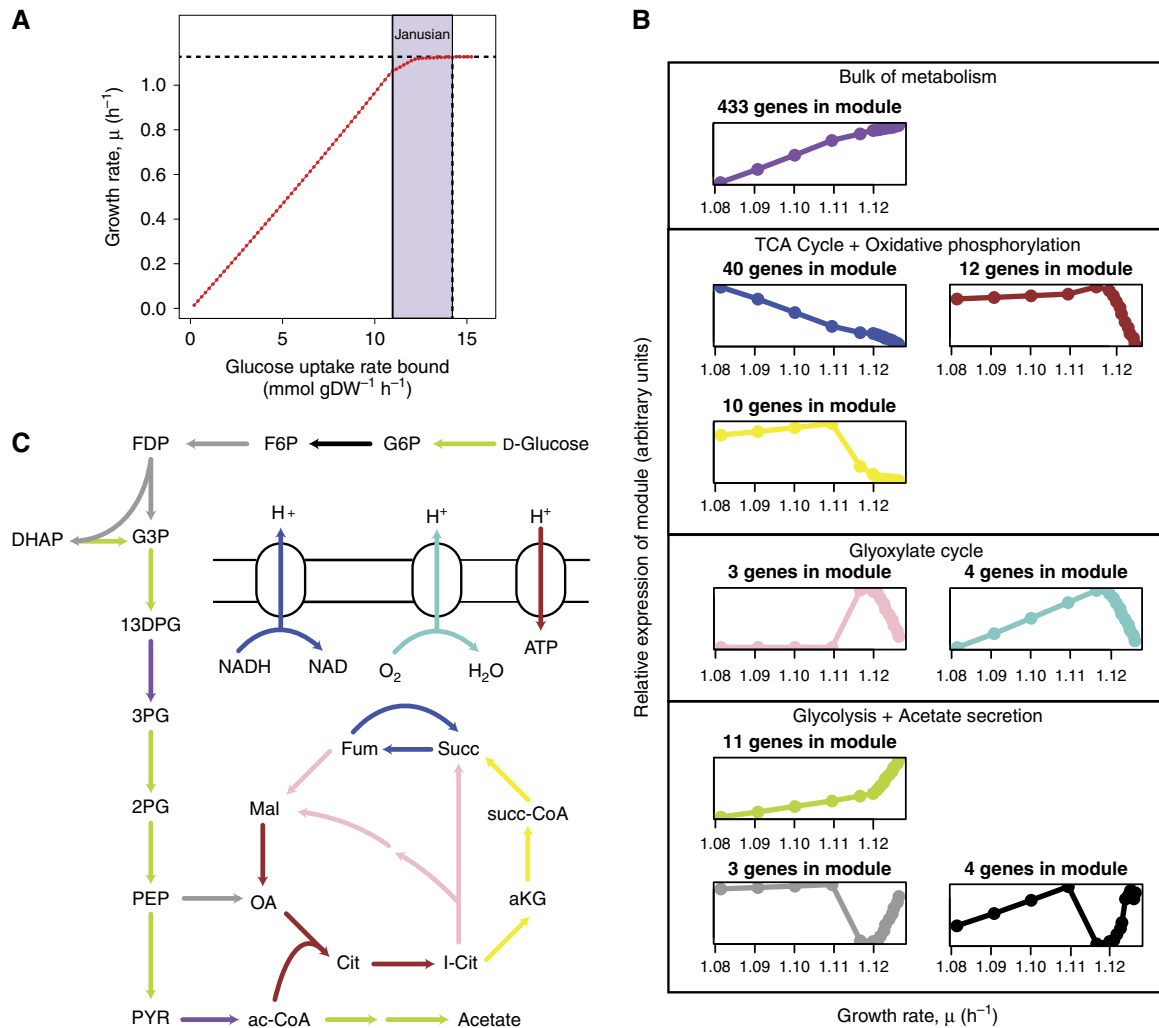 A
Janusian
1.0
0.8
0.6
0.4
0.2
0.0
Growth rate, μ (h⁻¹)
0 5 10 15
Glucose uptake rate bound
(mmol gDW⁻¹ h⁻¹)
B
Relative expression of module (arbitrary units)
Bulk of metabolism
433 genes in module
1.08 1.09 1.10 1.11 1.12
TCA Cycle + Oxidative phosphorylation
40 genes in module
1.08 1.09 1.10 1.11 1.12
12 genes in module
1.08 1.09 1.10 1.11 1.12
10 genes in module
1.08 1.09 1.10 1.11 1.12
Glyoxylate cycle
3 genes in module
1.08 1.09 1.10 1.11 1.12
4 genes in module
1.08 1.09 1.10 1.11 1.12
Glycolysis + Acetate secretion
11 genes in module
1.08 1.09 1.10 1.11 1.12
3 genes in module
1.08 1.09 1.10 1.11 1.12
4 genes in module
1.08 1.09 1.10 1.11 1.12
Growth rate, μ (h⁻¹)
C
FDP F6P G6P D-Glucose
DHAP G3P
H+ H⁺ H⁺
13DPG
NADH NAD O₂ H₂O ATP
3PG
Fum Succ
2PG Mal succ-CoA
PEP OA aKG
Cit I-Cit
PYR ac-CoA Acetate